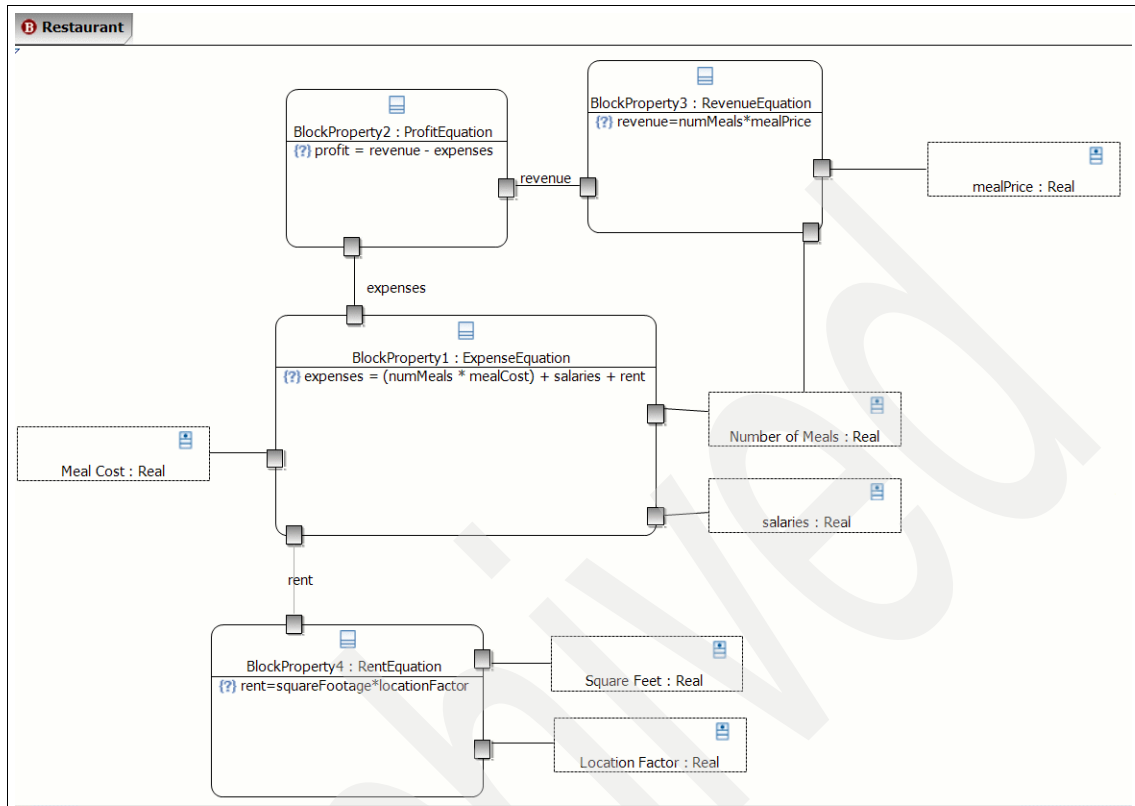 Restaurant
BlockProperty3 : RevenueEquation
{?} revenue=numMeals*mealPrice
BlockProperty2 : ProfitEquation
{?} profit = revenue - expenses
revenue
mealPrice : Real
expenses
BlockProperty1 : ExpenseEquation
{?} expenses = (numMeals * mealCost) + salaries + rent
Number of Meals : Real
Meal Cost : Real
salaries : Real
rent
BlockProperty4 : RentEquation
{?} rent=squareFootage*locationFactor
Square Feet : Real
Location Factor : Real
hived